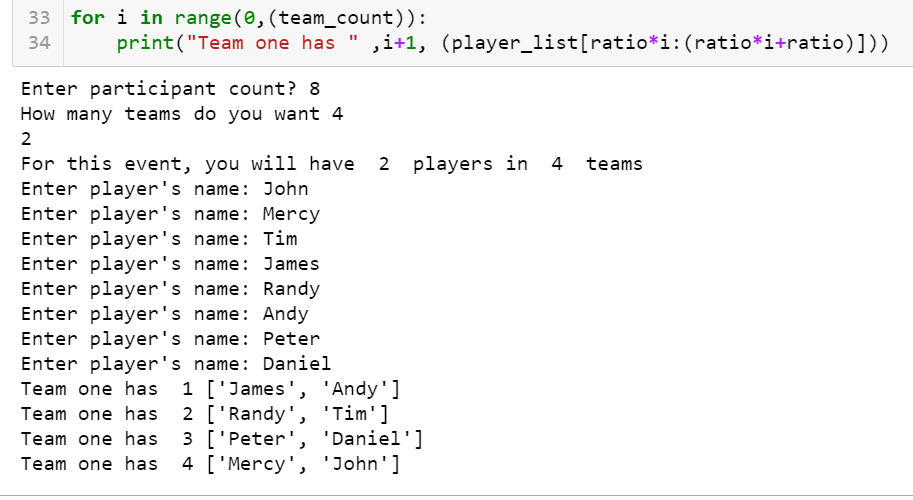 33 for i in range(0,(team_count)):
34     print("Team one has " ,i+1, (player_list[ratio*i:(ratio*i+ratio)]))
Enter participant count? 8
How many teams do you want 4
2
For this event, you will have  2  players in  4  teams
Enter player's name: John
Enter player's name: Mercy
Enter player's name: Tim
Enter player's name: James
Enter player's name: Randy
Enter player's name: Andy
Enter player's name: Peter
Enter player's name: Daniel
Team one has  1 ['James', 'Andy']
Team one has  2 ['Randy', 'Tim']
Team one has  3 ['Peter', 'Daniel']
Team one has  4 ['Mercy', 'John']